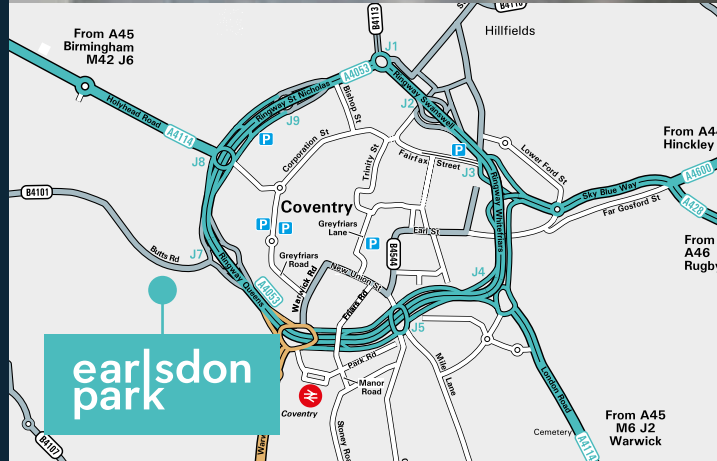 B4113
B4110
Hillfields
From A45
Birmingham
M42 J6
J1
A4053
Ringway St Nicholas
Ringway Swanswell
J2
J9
Bishop St
Holyhead Road
A4114
J8
P
Corporation St
Trinity St
Fairfax Street
P
J3
Lower Ford St
Hinckley
A4600
Sky Blue Way
Far Gosford St
A428
Ringway Whitefriars
B4101
Coventry
Greyfriars
Lane
P
P
P
Earl St
B4544
From
A46
Rugby
Butts Rd
J7
Ringway Queens
A4053
Greyfriars
Road
Warwick Rd
New Union St
Friars Rd
J4
J5
earlsdon
park
Park Rd
Manor
Road
Mile Lane
London Road
Coventry
B4107
Cemetery
From A45
M6 J2
Warwick
A4114